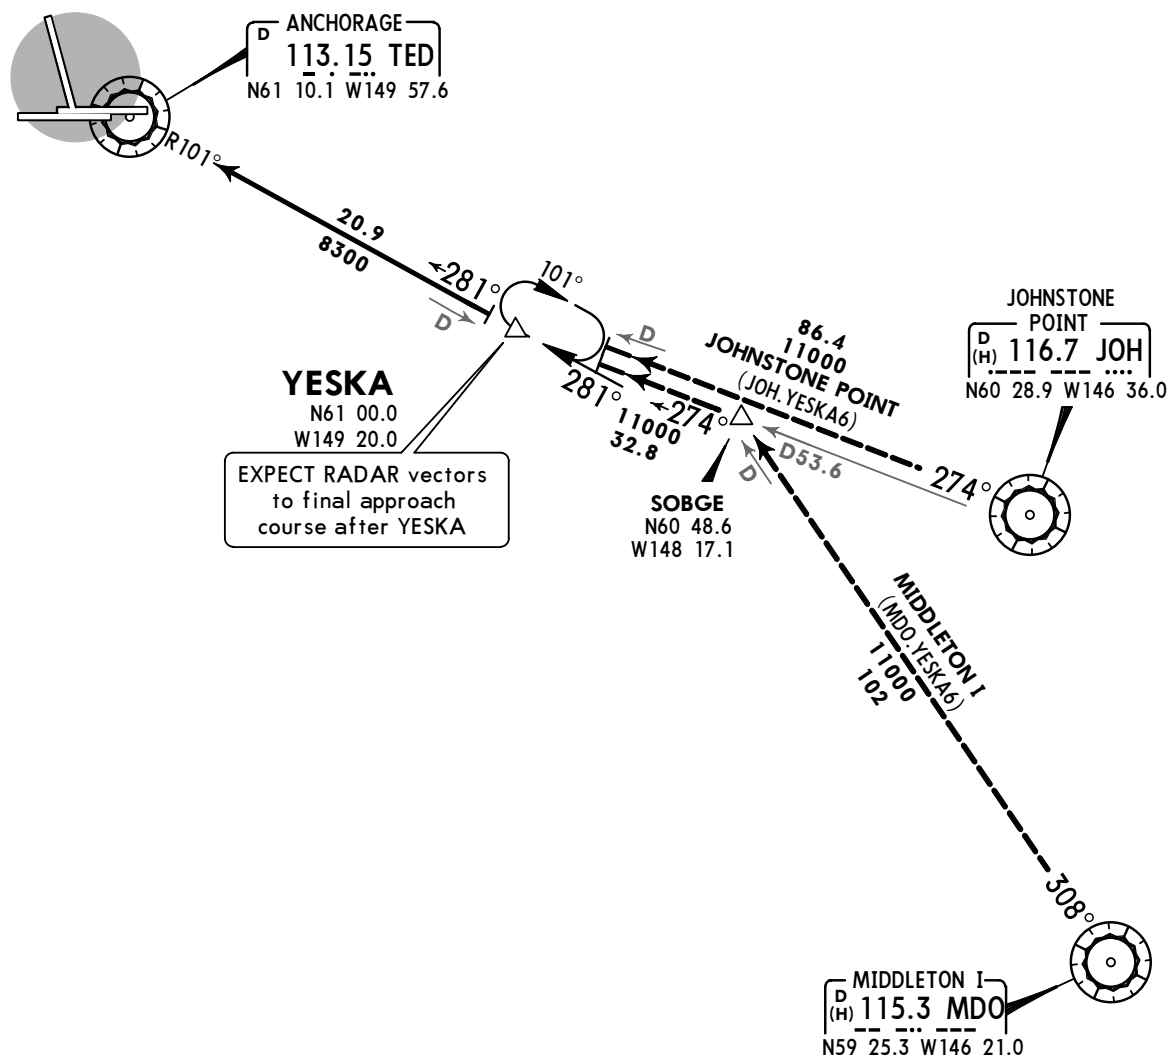 D ANCHORAGE
113.15 TED
N61 10.1 W149 57.6
R101°
20.9
8300
281°
D
101°
YESKA
N61 00.0
W149 20.0
EXPECT RADAR vectors
to final approach
course after YESKA
281°
D
86.4
11000
JOHNSTONE POINT
(JOH.YESKA6)
274°
11000
32.8
D53.6
D
274°
SOBGE
N60 48.6
W148 17.1
JOHNSTONE
POINT
D
(H) 116.7 JOH
N60 28.9 W146 36.0
MIDDLETON I
(MDO.YESKA6)
11000
102
308°
MIDDLETON I
D
(H) 115.3 MDO
N59 25.3 W146 21.0